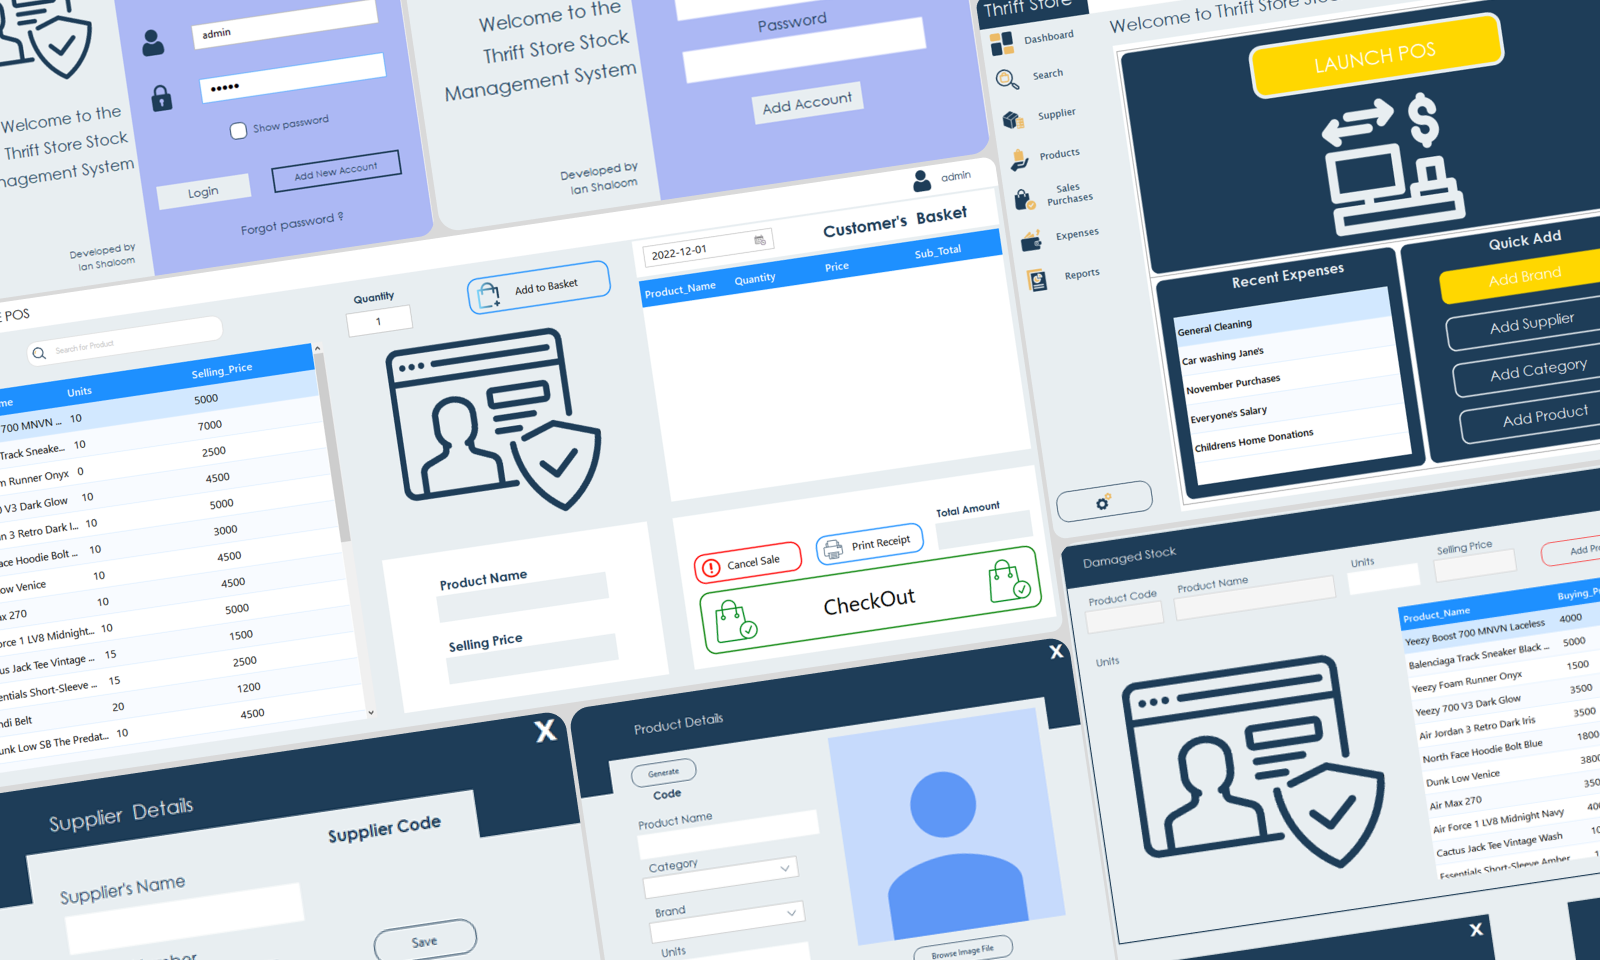 Welcome to the
Thrift Store Stock
nagement System
Developed by
Ian Shaloom
admin
•••••
Show password
Login
Add New Account
Forgot password ?
Welcome to the
Thrift Store Stock
Management System
Developed by
Ian Shaloom
Password
Add Account
Thrift Store
Dashboard
Search
Supplier
Products
Sales
Purchases
Expenses
Reports
Welcome to Thrift Store Stoc
LAUNCH POS
Recent Expenses
General Cleaning
Car washing Jane's
November Purchases
Everyone's Salary
Childrens Home Donations
Quick Add
Add Brand
Add Supplier
Add Category
Add Product
E POS
Search for Product
me Units Selling_Price
700 MNVN ... 10 5000
Track Sneake... 10 7000
m Runner Onyx 0 2500
0 V3 Dark Glow 10 4500
an 3 Retro Dark I... 10 5000
ace Hoodie Bolt ... 10 3000
ow Venice 10 4500
Max 270 10 4500
orce 1 LV8 Midnight... 10 5000
us Jack Tee Vintage ... 15 1500
entials Short-Sleeve ... 15 2500
ndi Belt 20 1200
unk Low SB The Predat... 10 4500
Quantity
1
Add to Basket
Product Name
Selling Price
admin
2022-12-01
Customer's Basket
Product_Name Quantity Price Sub_Total
Cancel Sale
Print Receipt
Total Amount
CheckOut
Damaged Stock
Product Code
Product Name
Units
Selling Price
Add Pro
Units
Product_Name Buying_P
Yeezy Boost 700 MNVN Laceless 4000
Balenciaga Track Sneaker Black ... 5000
Yeezy Foam Runner Onyx 1500
Yeezy 700 V3 Dark Glow 3500
Air Jordan 3 Retro Dark Iris 3500
North Face Hoodie Bolt Blue 1800
Dunk Low Venice 3800
Air Max 270 350
Air Force 1 LV8 Midnight Navy 400
Cactus Jack Tee Vintage Wash 10
Essentials Short-Sleeve Amber 1
X
Supplier Details
Supplier Code
Supplier's Name
mber
Save
X
Product Details
Generate
Code
Product Name
Category
Brand
Units
Browse Image File
X